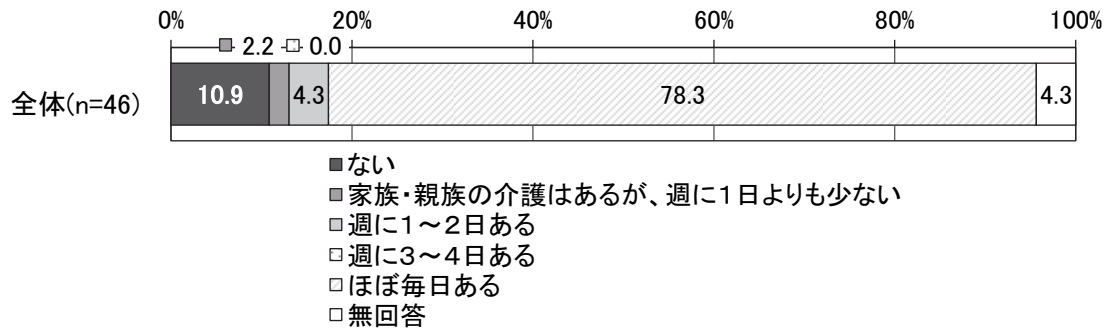 0% 20% 40% 60% 80% 100%
2.2 0.0
全体(n=46) 10.9 4.3 78.3 4.3
ない
家族・親族の介護はあるが、週に１日よりも少ない
週に１～２日ある
週に３～４日ある
ほぼ毎日ある
無回答